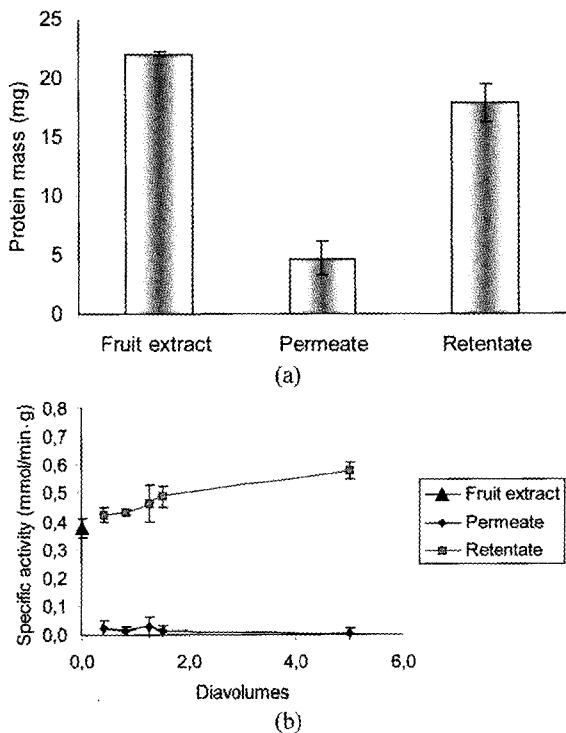 25
20
15
10
5
0
Protein mass (mg)
Fruit extract Permeate Retentate
(a)
0,8
0,7
0,6
0,5
0,4
0,3
0,2
0,1
0,0
Specific activity (mmol/min·g)
0,0 2,0 4,0 6,0
Diavolumes
Fruit extract
Permeate
Retentate
(b)